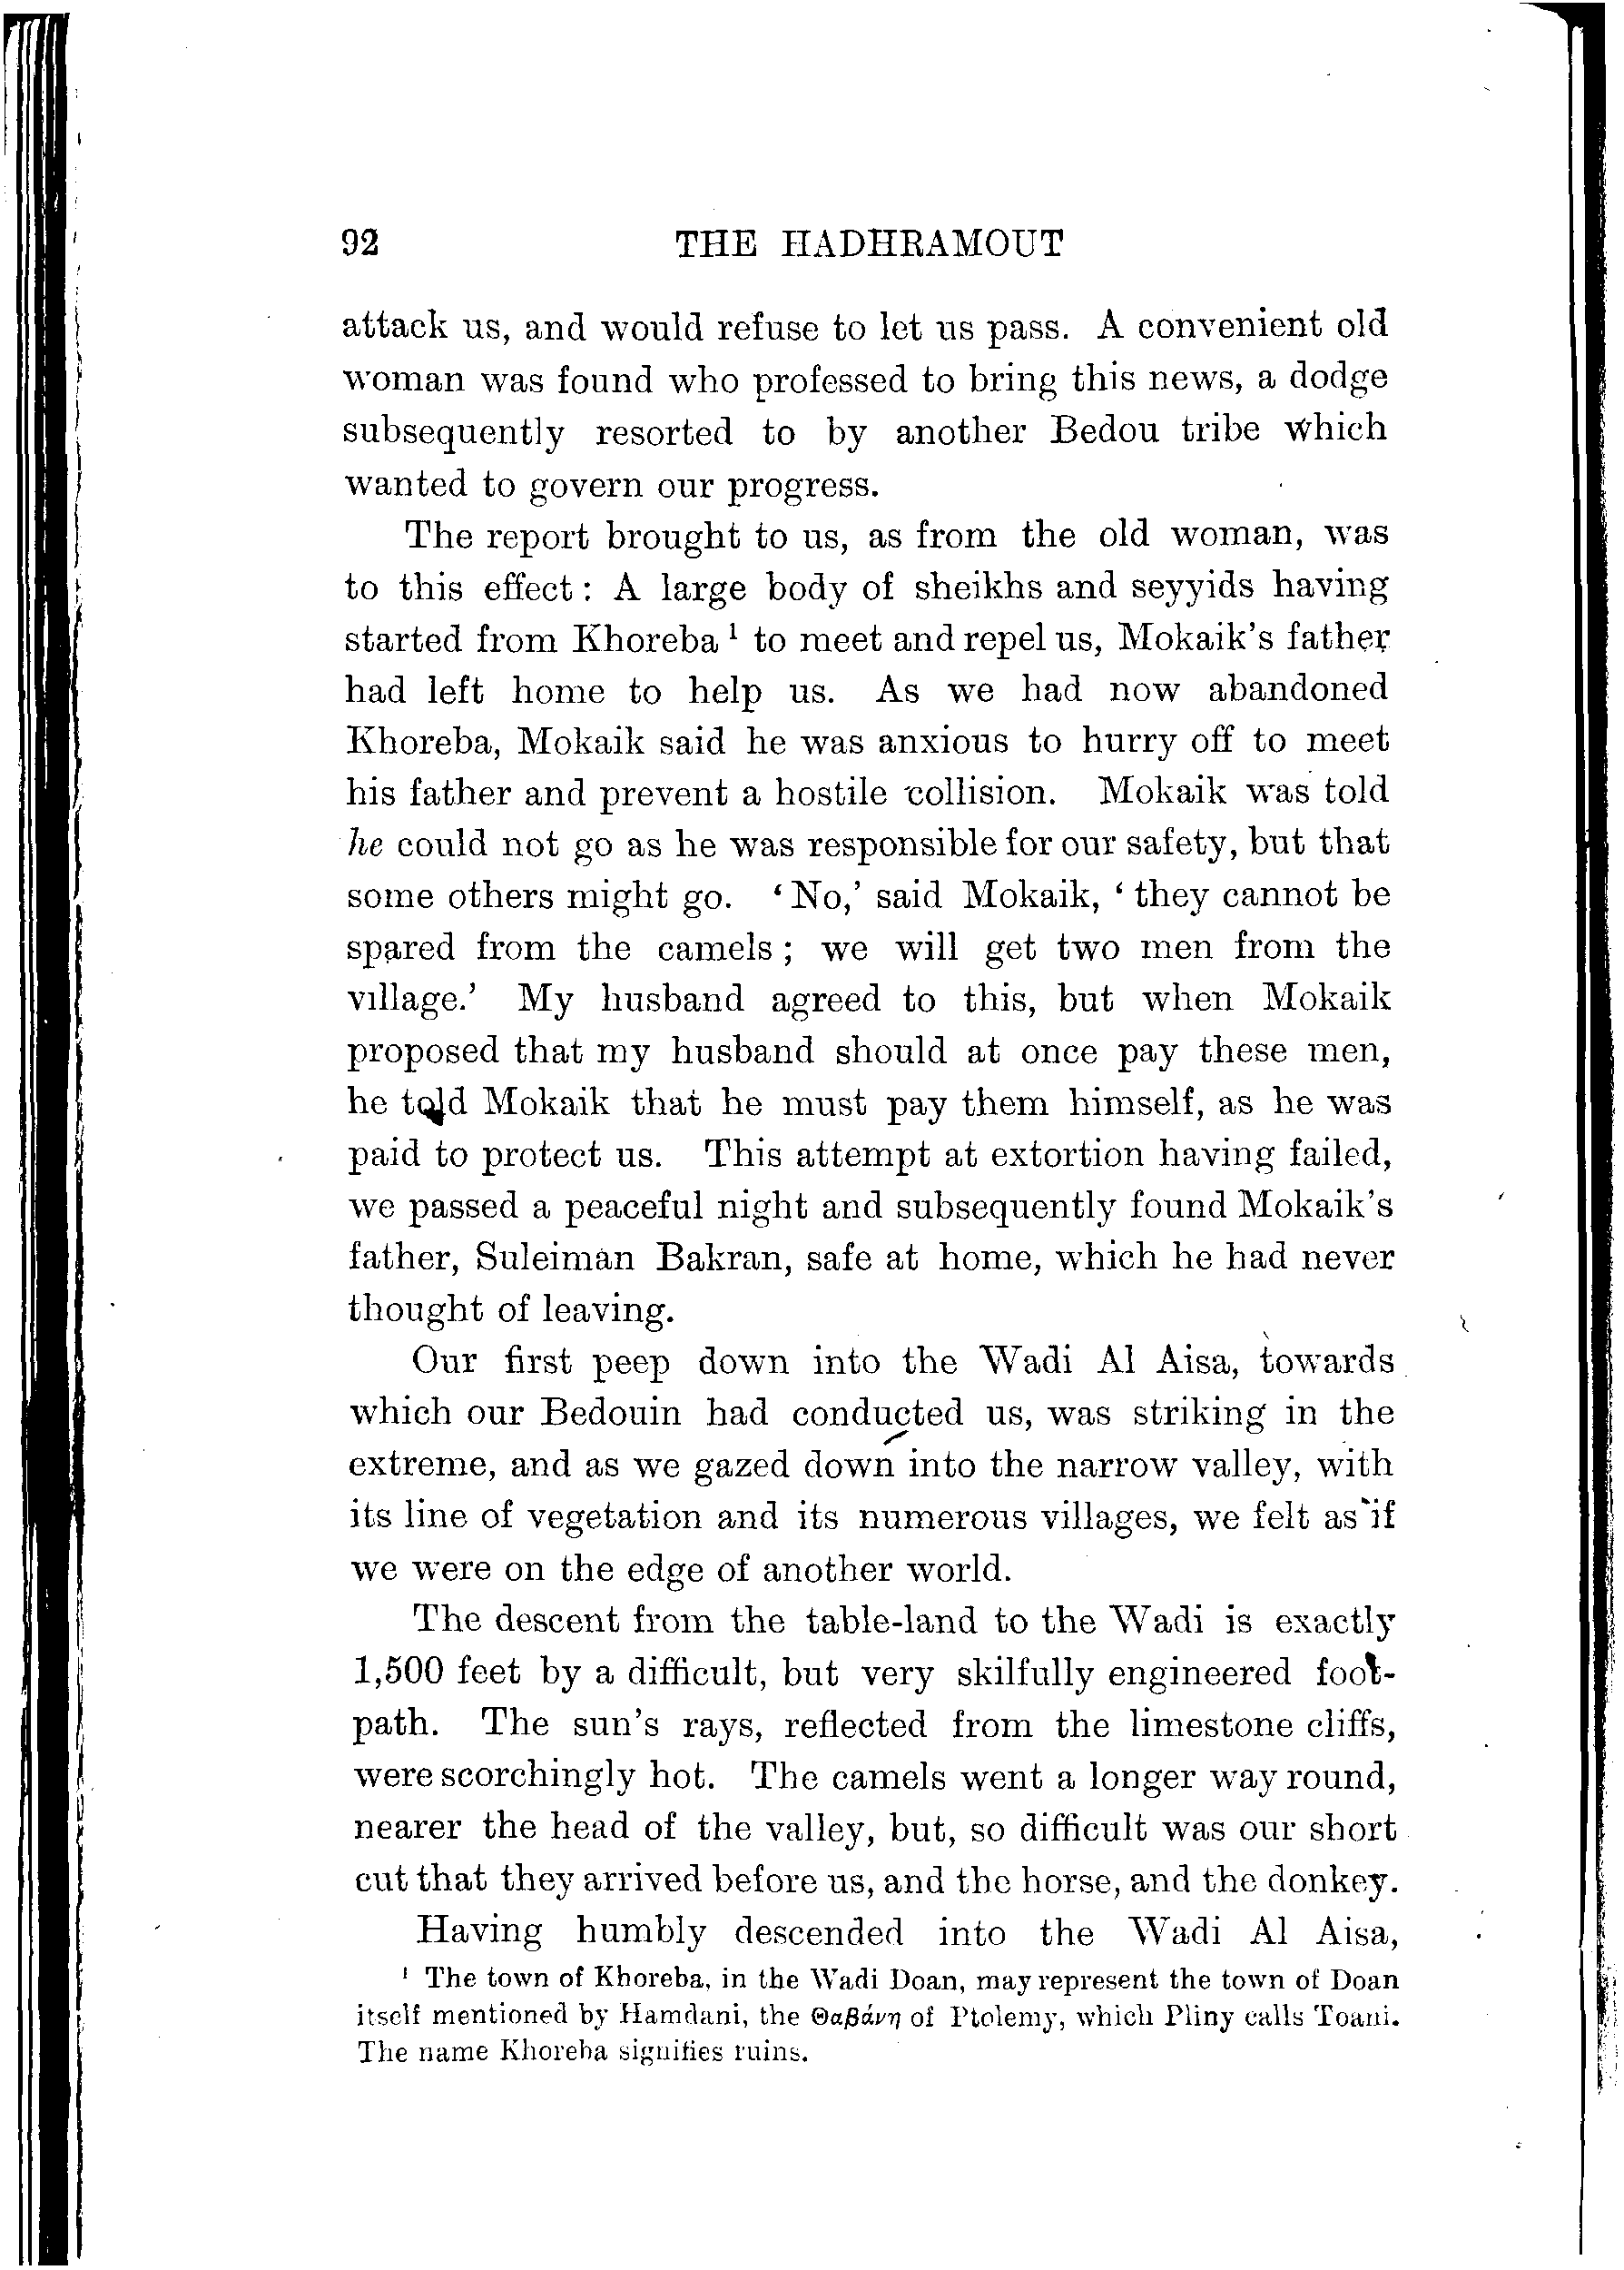 92 THE HADHRAMOUT
attack us, and would refuse to let us pass. A convenient old
woman was found who professed to bring this news, a dodge
subsequently resorted to by another Bedou tribe which
wanted to govern our progress.
The report brought to us, as from the old woman, was
to this effect: A large body of sheikhs and seyyids having
started from Khoreba ¹ to meet and repel us, Mokaik's father
had left home to help us. As we had now abandoned
Khoreba, Mokaik said he was anxious to hurry off to meet
his father and prevent a hostile collision. Mokaik was told
he could not go as he was responsible for our safety, but that
some others might go. ‘No,’ said Mokaik, ‘they cannot be
spared from the camels; we will get two men from the
village.’ My husband agreed to this, but when Mokaik
proposed that my husband should at once pay these men,
he told Mokaik that he must pay them himself, as he was
paid to protect us. This attempt at extortion having failed,
we passed a peaceful night and subsequently found Mokaik's
father, Suleiman Bakran, safe at home, which he had never
thought of leaving.
Our first peep down into the Wadi Al Aisa, towards
which our Bedouin had conducted us, was striking in the
extreme, and as we gazed down into the narrow valley, with
its line of vegetation and its numerous villages, we felt as if
we were on the edge of another world.
The descent from the table-land to the Wadi is exactly
1,500 feet by a difficult, but very skilfully engineered foot-
path. The sun's rays, reflected from the limestone cliffs,
were scorchingly hot. The camels went a longer way round,
nearer the head of the valley, but, so difficult was our short
cut that they arrived before us, and the horse, and the donkey.
Having humbly descended into the Wadi Al Aisa,
¹ The town of Khoreba, in the Wadi Doan, may represent the town of Doan
itself mentioned by Hamdani, the Θαβάνη of Ptolemy, which Pliny calls Toani.
The name Khoreba signifies ruins.